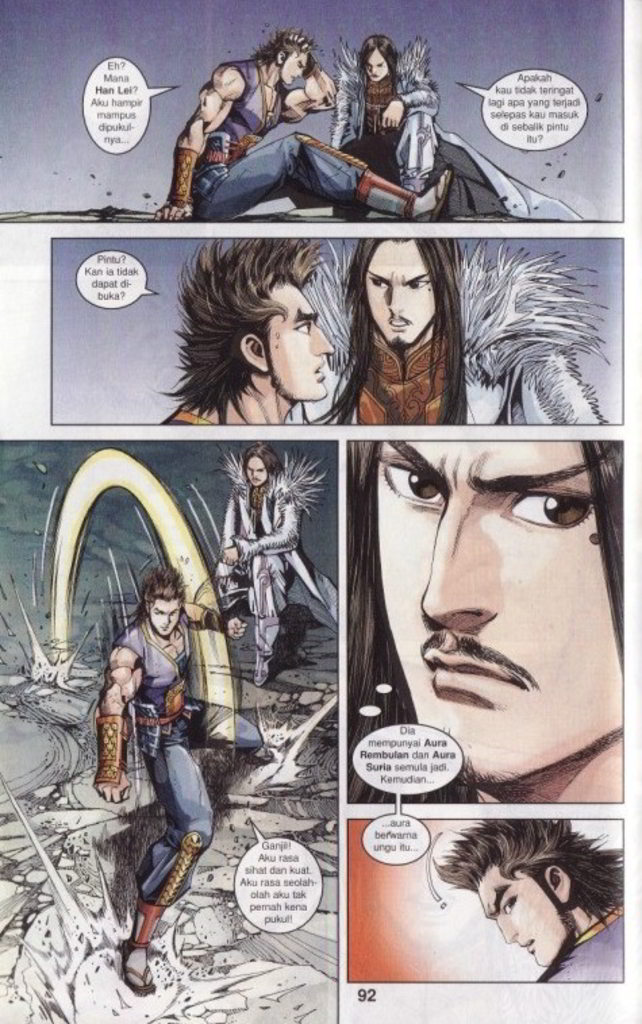 Eh?
Mana
Han Lei?
Aku hampir
mampus
dipukul-
nya...
Apakah
kau tidak teringat
lagi apa yang terjadi
selepas kau masuk
di sebalik pintu
itu?
Pintu?
Kan ia tidak
dapat di-
buka?
Ganjil!
Aku rasa
sihat dan kuat.
Aku rasa seolah-
olah aku tak
pernah kena
pukul!
Dia
mempunyai Aura
Rembulan dan Aura
Suria semula jadi.
Kemudian...
...aura
berwarna
ungu itu...
92